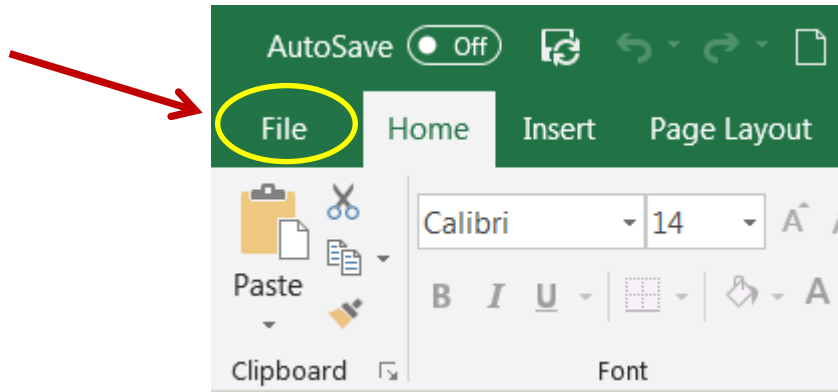 AutoSave Off
File Home Insert Page Layout
Calibri 14 A
Paste
B I U A
Clipboard Font